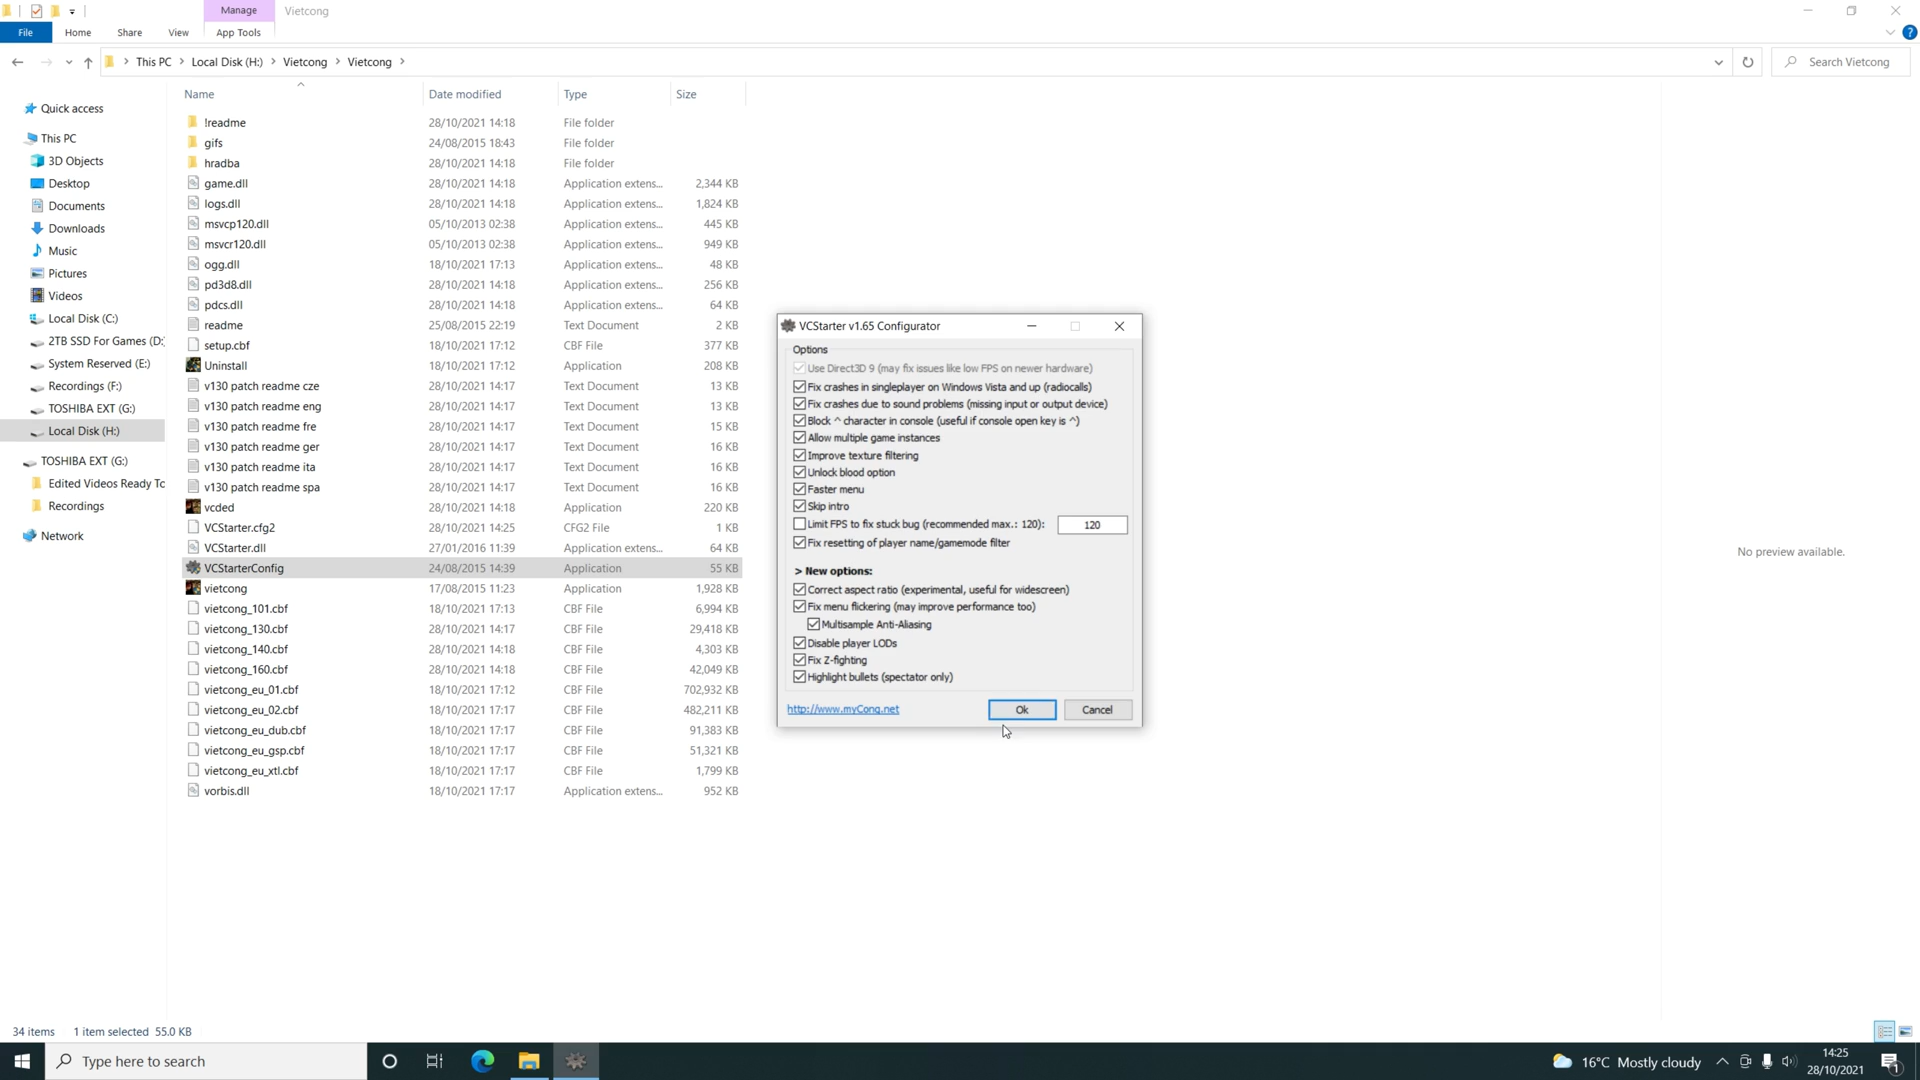 Manage
Vietcong
File
Home
Share
View
App Tools
This PC
Local Disk (H:)
Vietcong
Vietcong
Search Vietcong
Name
Date modified
Type
Size
Quick access
This PC
3D Objects
Desktop
Documents
Downloads
Music
Pictures
Videos
Local Disk (C:)
2TB SSD For Games (D:
System Reserved (E:)
Recordings (F:)
TOSHIBA EXT (G:)
Local Disk (H:)
TOSHIBA EXT (G:)
Edited Videos Ready To
Recordings
Network
!readme 28/10/2021 14:18 File folder
gifs 24/08/2015 18:43 File folder
hradba 28/10/2021 14:18 File folder
game.dll 28/10/2021 14:18 Application extens... 2,344 KB
logs.dll 28/10/2021 14:18 Application extens... 1,824 KB
msvcp120.dll 05/10/2013 02:38 Application extens... 445 KB
msvcr120.dll 05/10/2013 02:38 Application extens... 949 KB
ogg.dll 18/10/2021 17:13 Application extens... 48 KB
pd3d8.dll 28/10/2021 14:18 Application extens... 256 KB
pdcs.dll 28/10/2021 14:18 Application extens... 64 KB
readme 25/08/2015 22:19 Text Document 2 KB
setup.cbf 18/10/2021 17:12 CBF File 377 KB
Uninstall 18/10/2021 17:12 Application 208 KB
v130 patch readme cze 28/10/2021 14:17 Text Document 13 KB
v130 patch readme eng 28/10/2021 14:17 Text Document 13 KB
v130 patch readme fre 28/10/2021 14:17 Text Document 15 KB
v130 patch readme ger 28/10/2021 14:17 Text Document 16 KB
v130 patch readme ita 28/10/2021 14:17 Text Document 16 KB
v130 patch readme spa 28/10/2021 14:17 Text Document 16 KB
vcded 28/10/2021 14:18 Application 220 KB
VCStarter.cfg2 28/10/2021 14:25 CFG2 File 1 KB
VCStarter.dll 27/01/2016 11:39 Application extens... 64 KB
VCStarterConfig 24/08/2015 14:39 Application 55 KB
vietcong 17/08/2015 11:23 Application 1,928 KB
vietcong_101.cbf 18/10/2021 17:13 CBF File 6,994 KB
vietcong_130.cbf 28/10/2021 14:17 CBF File 29,418 KB
vietcong_140.cbf 28/10/2021 14:18 CBF File 4,303 KB
vietcong_160.cbf 28/10/2021 14:18 CBF File 42,049 KB
vietcong_eu_01.cbf 18/10/2021 17:12 CBF File 702,932 KB
vietcong_eu_02.cbf 18/10/2021 17:17 CBF File 482,211 KB
vietcong_eu_dub.cbf 18/10/2021 17:17 CBF File 91,383 KB
vietcong_eu_gsp.cbf 18/10/2021 17:17 CBF File 51,321 KB
vietcong_eu_xtl.cbf 18/10/2021 17:17 CBF File 1,799 KB
vorbis.dll 18/10/2021 17:17 Application extens... 952 KB
VCStarter v1.65 Configurator
Options
Use Direct3D 9 (may fix issues like low FPS on newer hardware)
Fix crashes in singleplayer on Windows Vista and up (radiocalls)
Fix crashes due to sound problems (missing input or output device)
Block ^ character in console (useful if console open key is ^)
Allow multiple game instances
Improve texture filtering
Unlock blood option
Faster menu
Skip intro
Limit FPS to fix stuck bug (recommended max.: 120): 120
Fix resetting of player name/gamemode filter
> New options:
Correct aspect ratio (experimental, useful for widescreen)
Fix menu flickering (may improve performance too)
Multisample Anti-Aliasing
Disable player LODs
Fix Z-fighting
Highlight bullets (spectator only)
http://www.myCong.net
Ok
Cancel
No preview available.
34 items 1 item selected 55.0 KB
Type here to search
16°C Mostly cloudy
14:25
28/10/2021
1